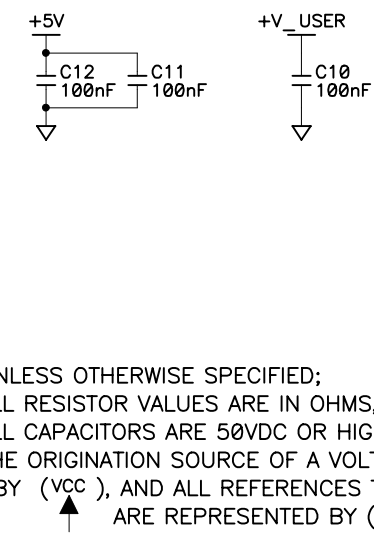 +5V
+V_USER
C12
100nF
C11
100nF
C10
100nF
NLESS OTHERWISE SPECIFIED;
LL RESISTOR VALUES ARE IN OHMS,
LL CAPACITORS ARE 50VDC OR HIG
HE ORIGINATION SOURCE OF A VOLT
BY (VCC ), AND ALL REFERENCES T
ARE REPRESENTED BY (